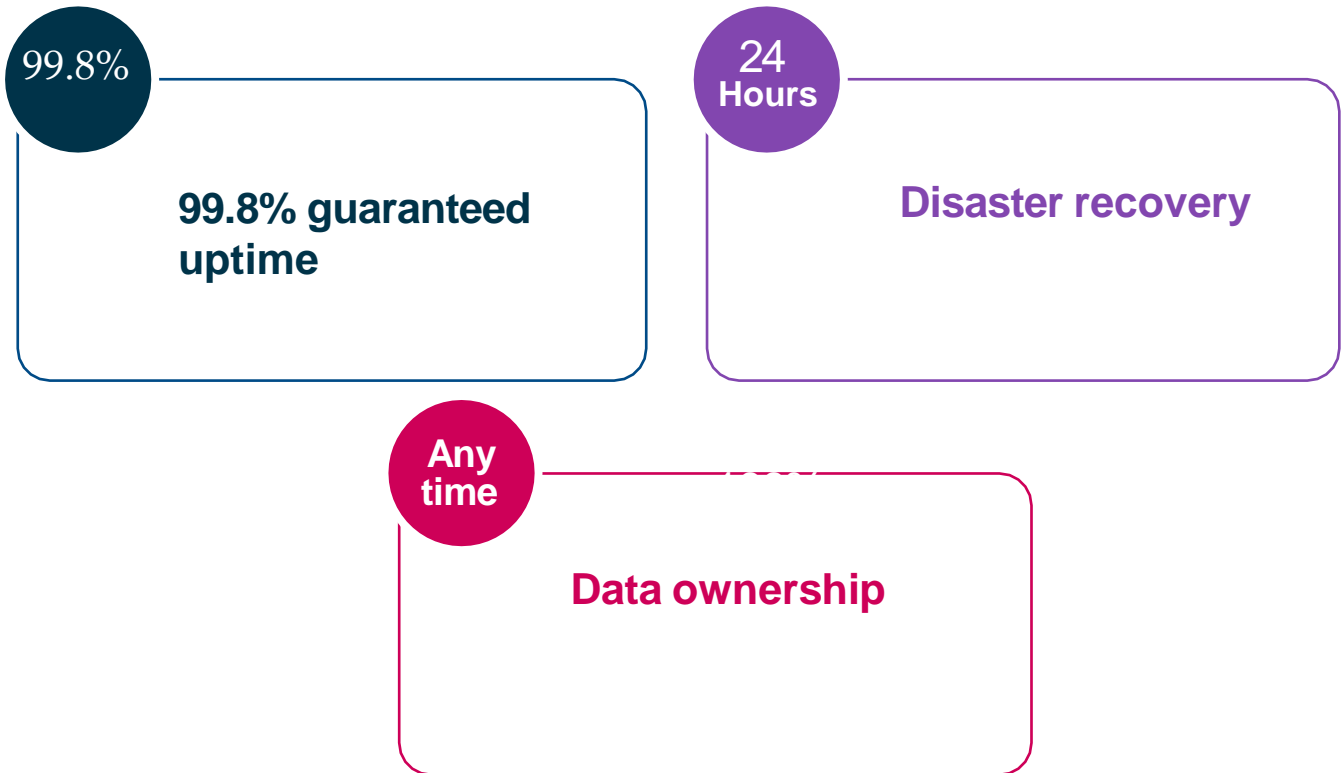 99.8%
99.8% guaranteed
uptime
24
Hours
Disaster recovery
Any
time
Data ownership